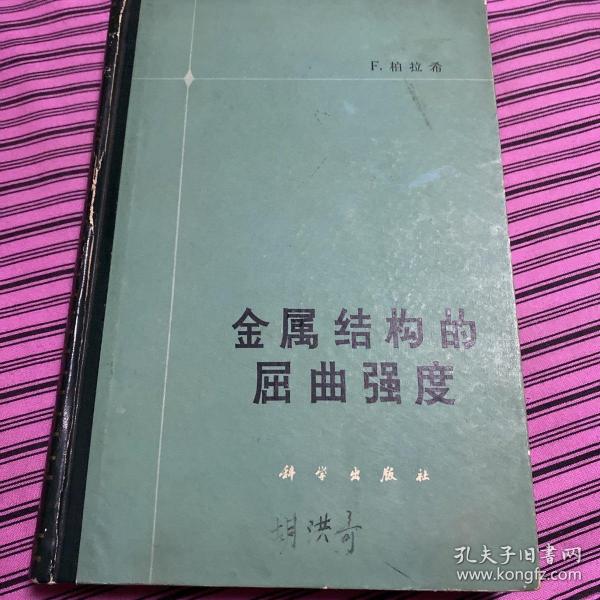 F. 柏拉希
金属结构的
屈曲强度
科学出版社
胡洪奇
孔夫子旧书网
www.kongfz.com